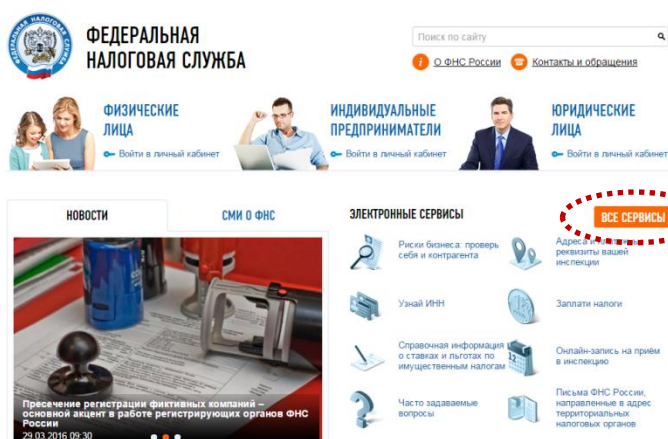 ФЕДЕРАЛЬНАЯ
НАЛОГОВАЯ СЛУЖБА
Поиск по сайту
О ФНС России
Контакты и обращения
ФИЗИЧЕСКИЕ
ЛИЦА
Войти в личный кабинет
ИНДИВИДУАЛЬНЫЕ
ПРЕДПРИНИМАТЕЛИ
Войти в личный кабинет
ЮРИДИЧЕСКИЕ
ЛИЦА
Войти в личный кабинет
НОВОСТИ
СМИ О ФНС
Пресечение регистрации фиктивных компаний –
основной акцент в работе регистрирующих органов ФНС
России
29.03.2016 09:30
ЭЛЕКТРОННЫЕ СЕРВИСЫ
ВСЕ СЕРВИСЫ
Риски бизнеса: проверь
себя и контрагента
Адреса и
реквизиты вашей
инспекции
Узнай ИНН
Заплати налоги
Справочная информация
о ставках и льготах по
имущественным налогам
Онлайн-запись на приём
в инспекцию
Часто задаваемые
вопросы
Письма ФНС России,
направленные в адрес
территориальных
налоговых органов